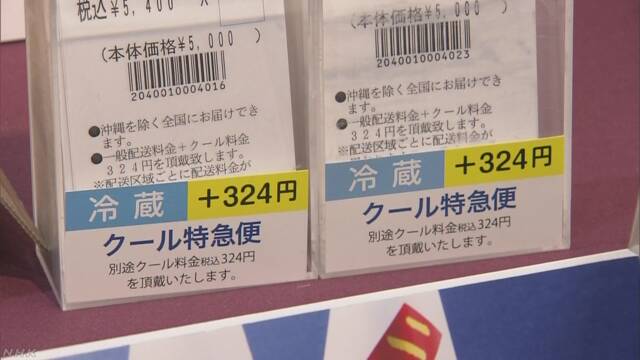 税込¥5,400
(本体価格¥5,000)
2040010004016
●沖縄を除く全国にお届けでき
ます。
●一般配送料金+クール料金
324円を頂戴致します。
※配送区域ごとに配送料金が
冷蔵 +324円
クール特急便
別途クール料金税込324円
を頂戴いたします。
(本体価格¥5,000)
2040010004023
●沖縄を除く全国にお届けでき
ます。
●一般配送料金+クール料金
324円を頂戴致します。
※配送区域ごとに配送料金
冷蔵 +324円
クール特急便
別途クール料金税込324円
を頂戴いたします。
NHK